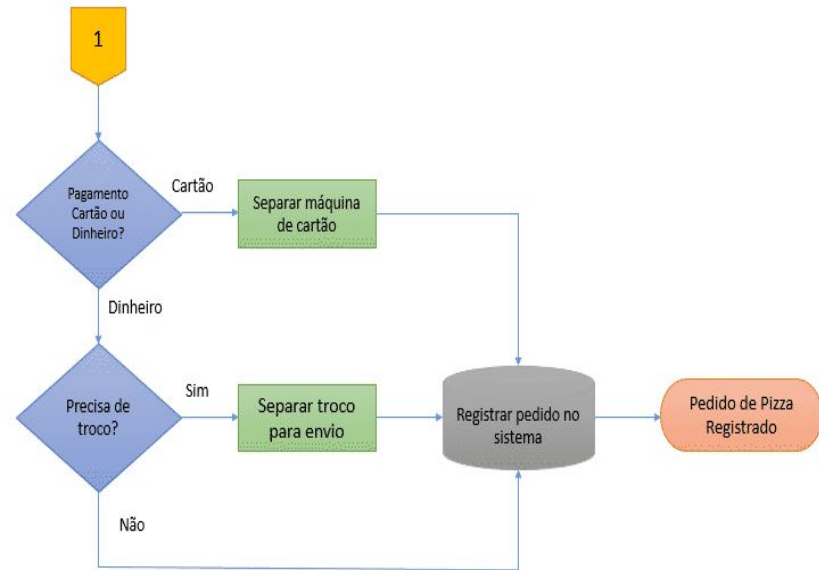 1
Pagamento
Cartão ou
Dinheiro?
Cartão
Separar máquina
de cartão
Dinheiro
Precisa de
troco?
Sim
Separar troco
para envio
Registrar pedido no
sistema
Pedido de Pizza
Registrado
Não